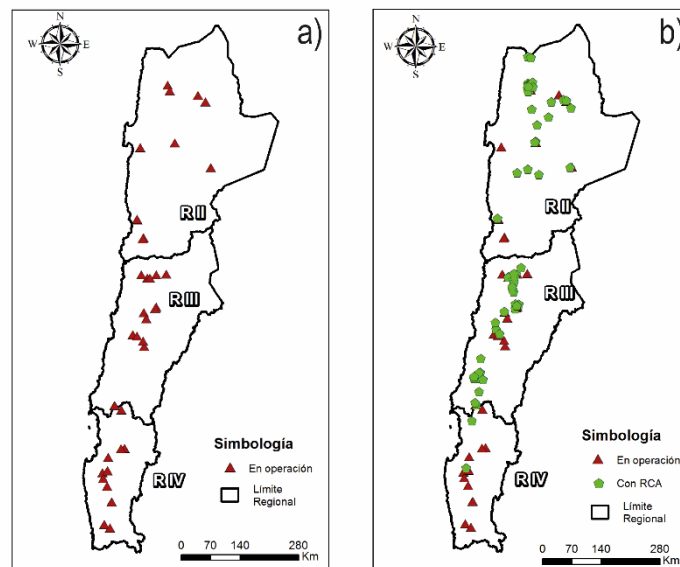 a)
N
W E
S
R II
R III
R IV
Simbología
En operación
Límite
Regional
0 70 140 280
Km
b)
N
W E
S
R II
R III
R IV
Simbología
En operación
Con RCA
Límite
Regional
0 70 140 280
Km